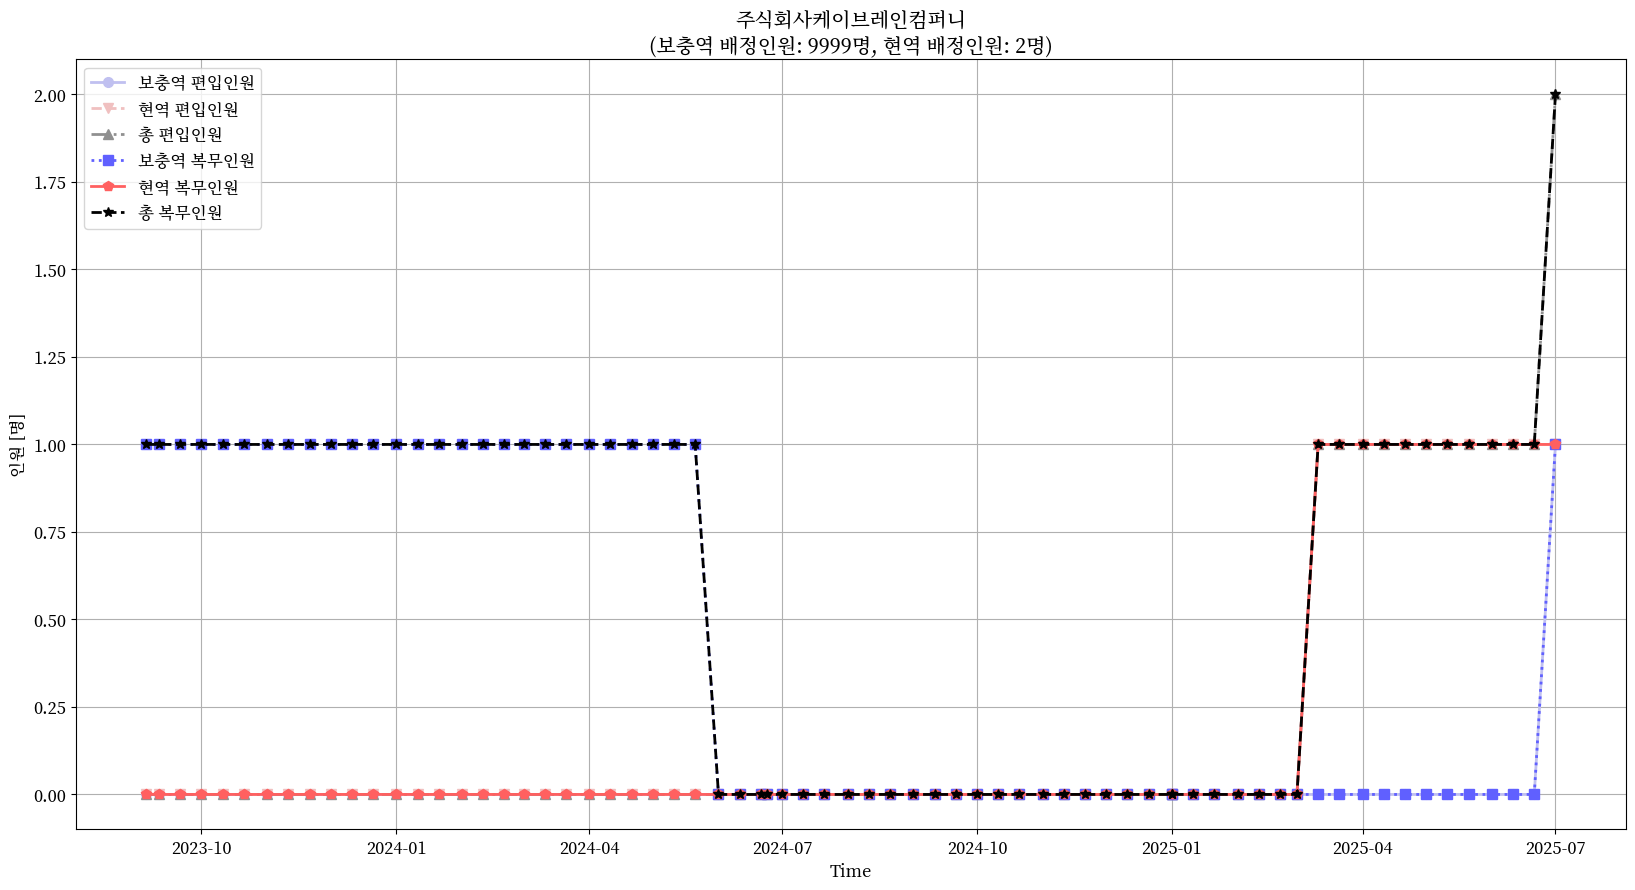 주식회사케이브레인컴퍼니
(보충역 배정인원: 9999명, 현역 배정인원: 2명)
보충역 편입인원
현역 편입인원
총 편입인원
보충역 복무인원
현역 복무인원
총 복무인원
2.00
1.75
1.50
1.25
1.00
0.75
0.50
0.25
0.00
인원 [명]
2023-10
2024-01
2024-04
2024-07
2024-10
2025-01
2025-04
2025-07
Time